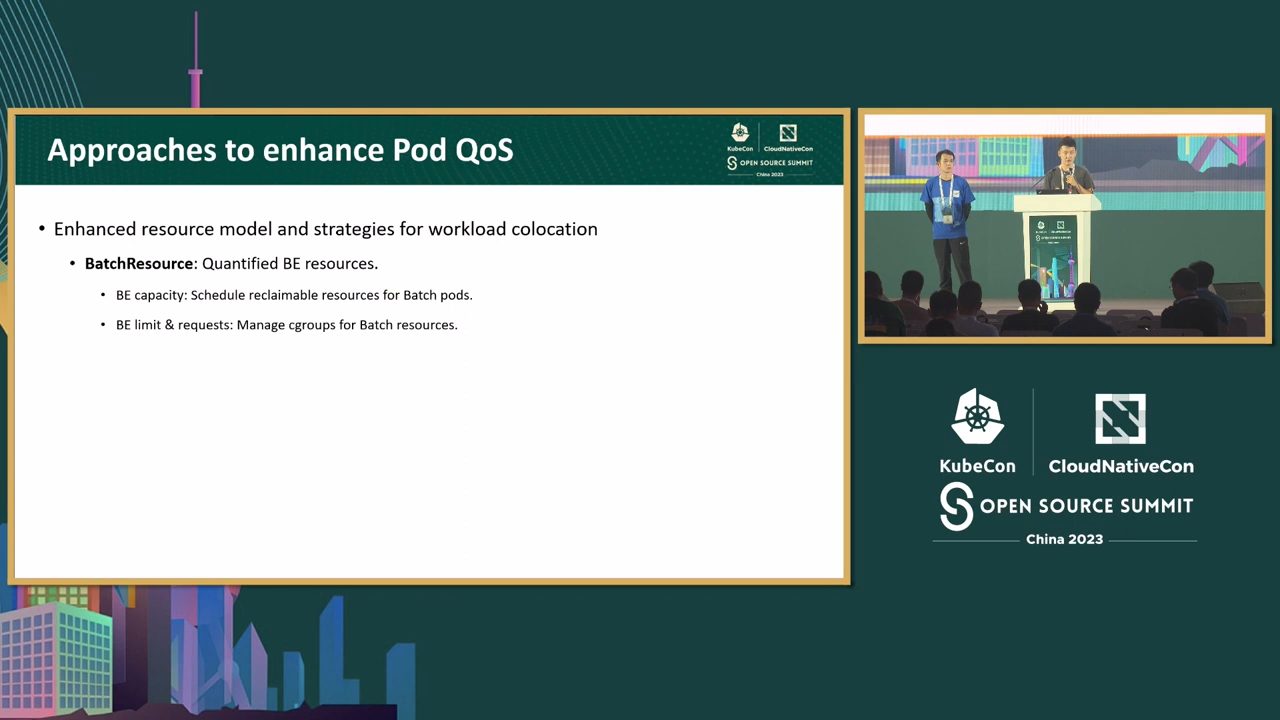 Approaches to enhance Pod QoS
KubeCon
CloudNativeCon
OPEN SOURCE SUMMIT
China 2023
• Enhanced resource model and strategies for workload colocation
• BatchResource: Quantified BE resources.
• BE capacity: Schedule reclaimable resources for Batch pods.
• BE limit & requests: Manage cgroups for Batch resources.
KubeCon
CloudNativeCon
OPEN SOURCE SUMMIT
China 2023